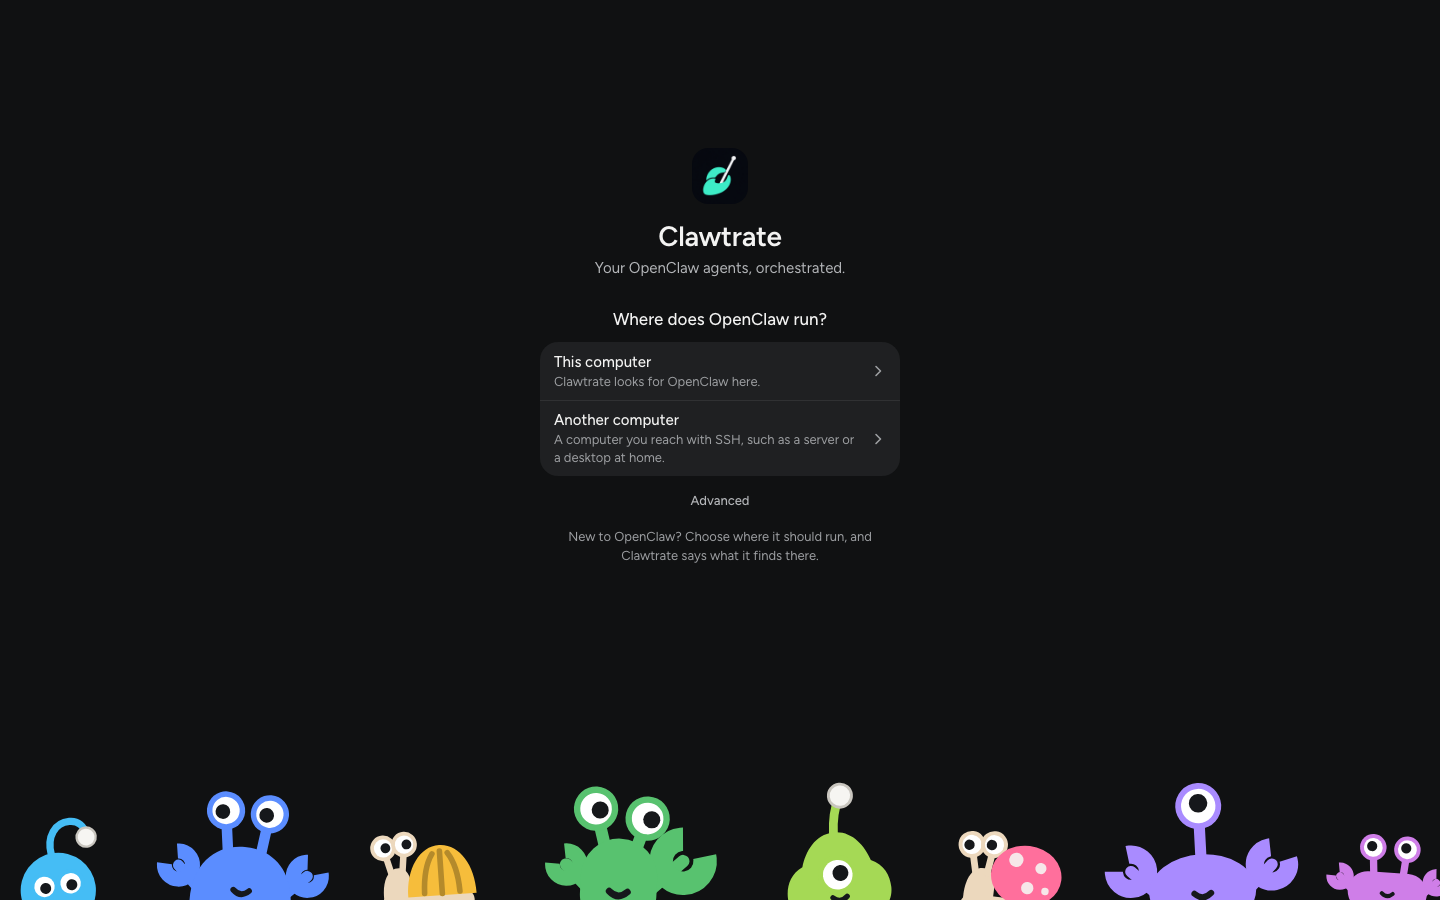 Clawtrate
Your OpenClaw agents, orchestrated.
Where does OpenClaw run?
This computer
Clawtrate looks for OpenClaw here.
Another computer
A computer you reach with SSH, such as a server or
a desktop at home.
Advanced
New to OpenClaw? Choose where it should run, and
Clawtrate says what it finds there.